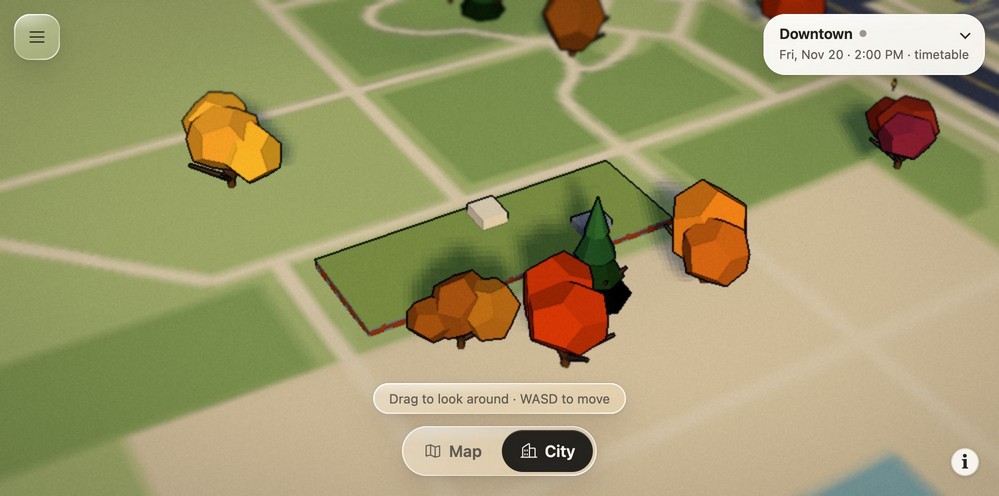 Downtown
Fri, Nov 20 · 2:00 PM · timetable
Drag to look around · WASD to move
Map
City
i